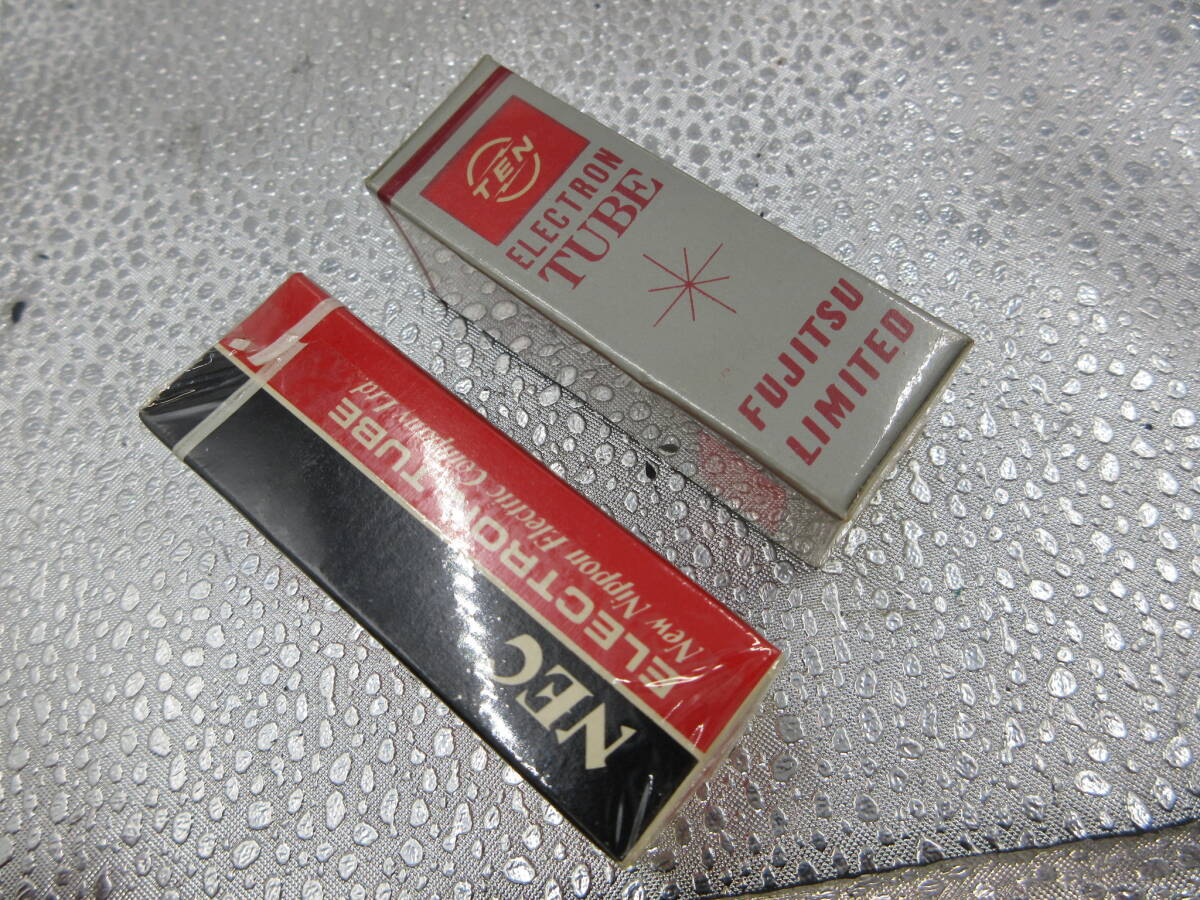 TEN
ELECTRON
TUBE
FUJITSU
LIMITED
NEC
ELECTRON TUBE
New Nippon Electric Company Ltd